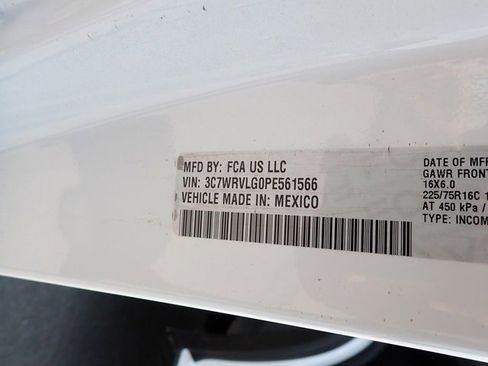 MFD BY: FCA US LLC
VIN: 3C7WRVLG0PE561566
VEHICLE MADE IN: MEXICO
DATE OF MFR
GAWR FRONT
16X6.0
225/75R16C 1
AT 450 kPa /
TYPE: INCOM